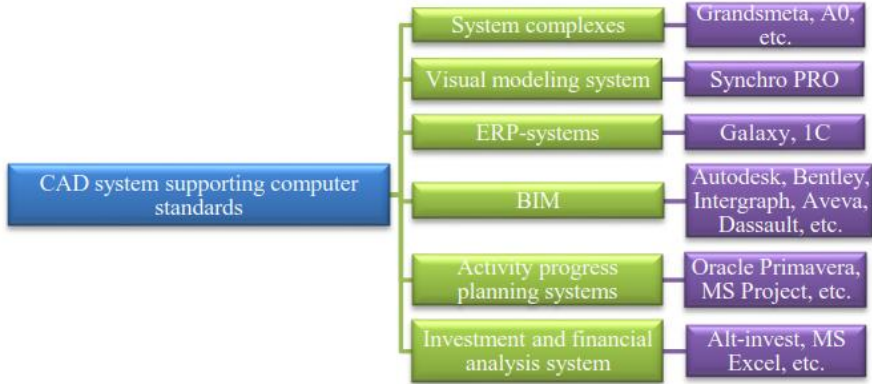 System complexes
Grandsmeta, A0,
etc.
Visual modeling system
Synchro PRO
ERP-systems
Galaxy, 1C
CAD system supporting computer
standards
BIM
Autodesk, Bentley,
Intergraph, Aveva,
Dassault, etc.
Activity progress
planning systems
Oracle Primavera,
MS Project, etc.
Investment and financial
analysis system
Alt-invest, MS
Excel, etc.